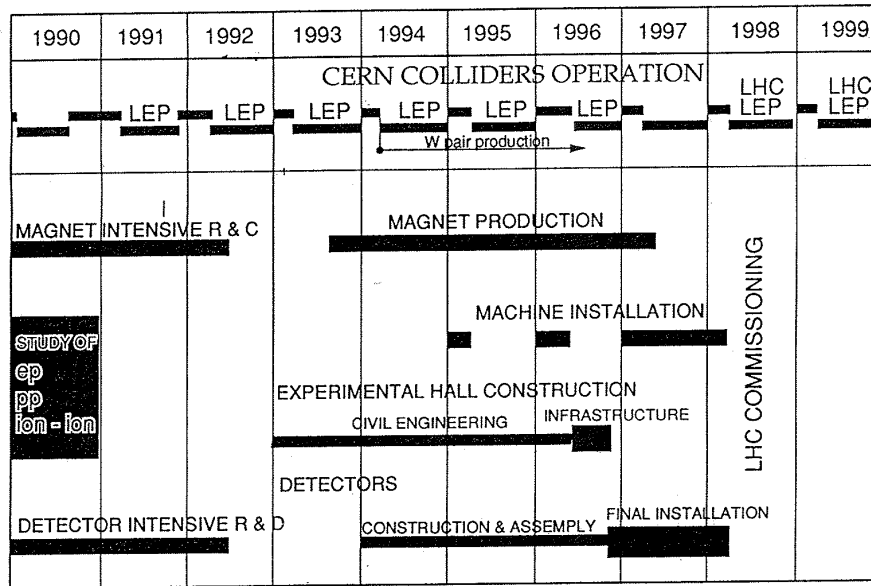 1990 1991 1992 1993 1994 1995 1996 1997 1998 1999
CERN COLLIDERS OPERATION
LEP LEP LEP LEP LEP LEP LHC LEP LHC LEP
W pair production
MAGNET INTENSIVE R & C
MAGNET PRODUCTION
MACHINE INSTALLATION
STUDY OF
ep
pp
ion - ion
EXPERIMENTAL HALL CONSTRUCTION
CIVIL ENGINEERING
INFRASTRUCTURE
LHC COMMISSIONING
DETECTORS
DETECTOR INTENSIVE R & D
CONSTRUCTION & ASSEMPLY
FINAL INSTALLATION